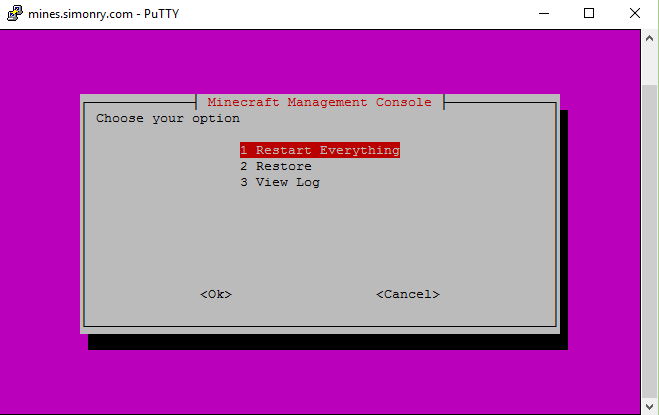 mines.simonry.com - PuTTY
Minecraft Management Console
Choose your option
1 Restart Everything
2 Restore
3 View Log
<Ok> <Cancel>